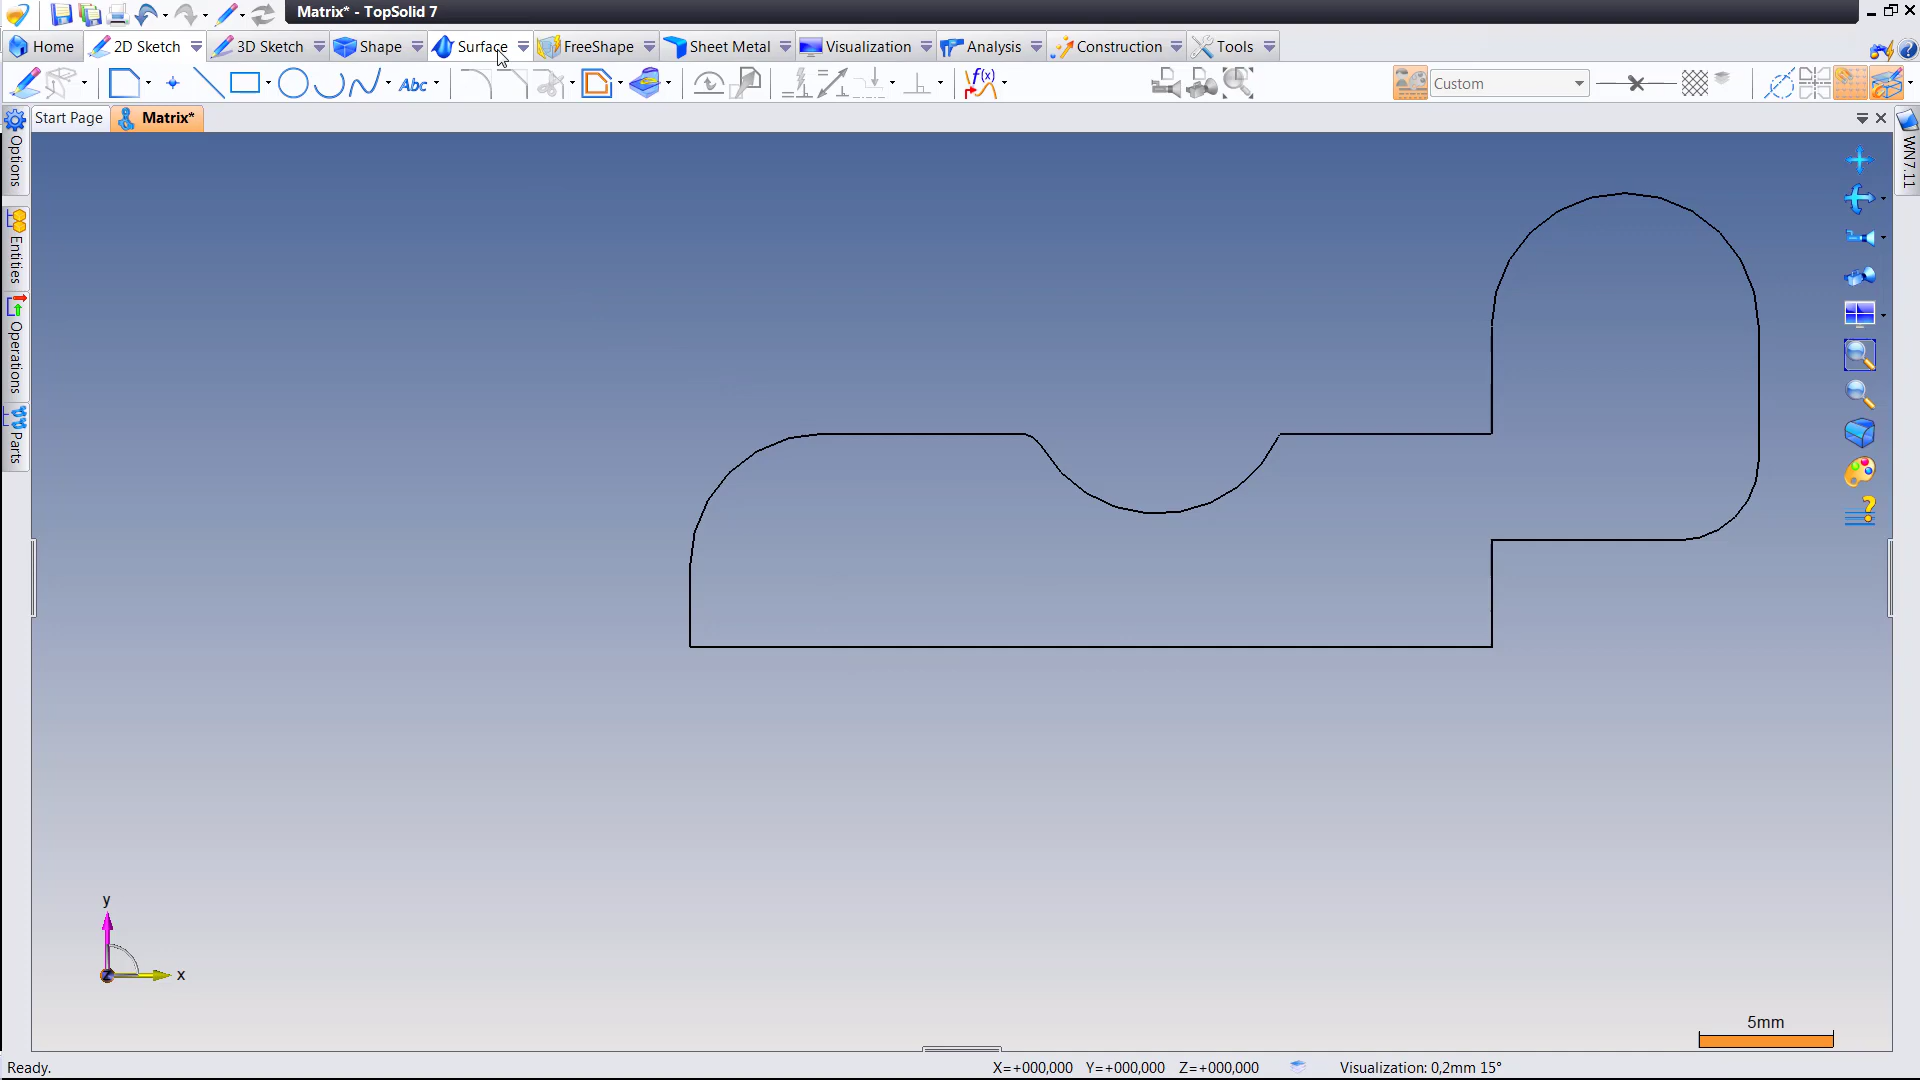 Matrix* - TopSolid 7
Home
2D Sketch
3D Sketch
Shape
Surface
FreeShape
Sheet Metal
Visualization
Analysis
Construction
Tools
Abc
f(x)
Custom
Start Page
Matrix*
Options
Entities
Operations
Parts
WN7.11
y
x
5mm
Ready.
X=+000,000 Y=+000,000 Z=+000,000
Visualization: 0,2mm 15°